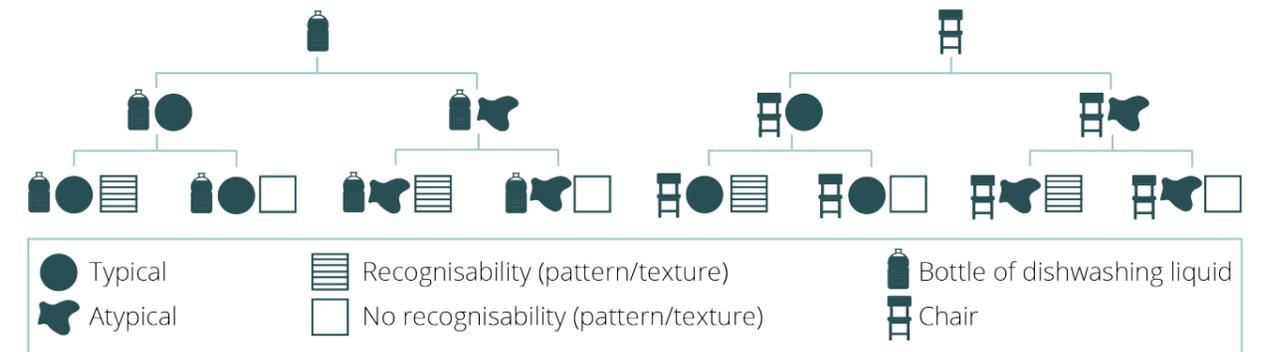 Typical
Recognisability (pattern/texture)
Bottle of dishwashing liquid
Atypical
No recognisability (pattern/texture)
Chair